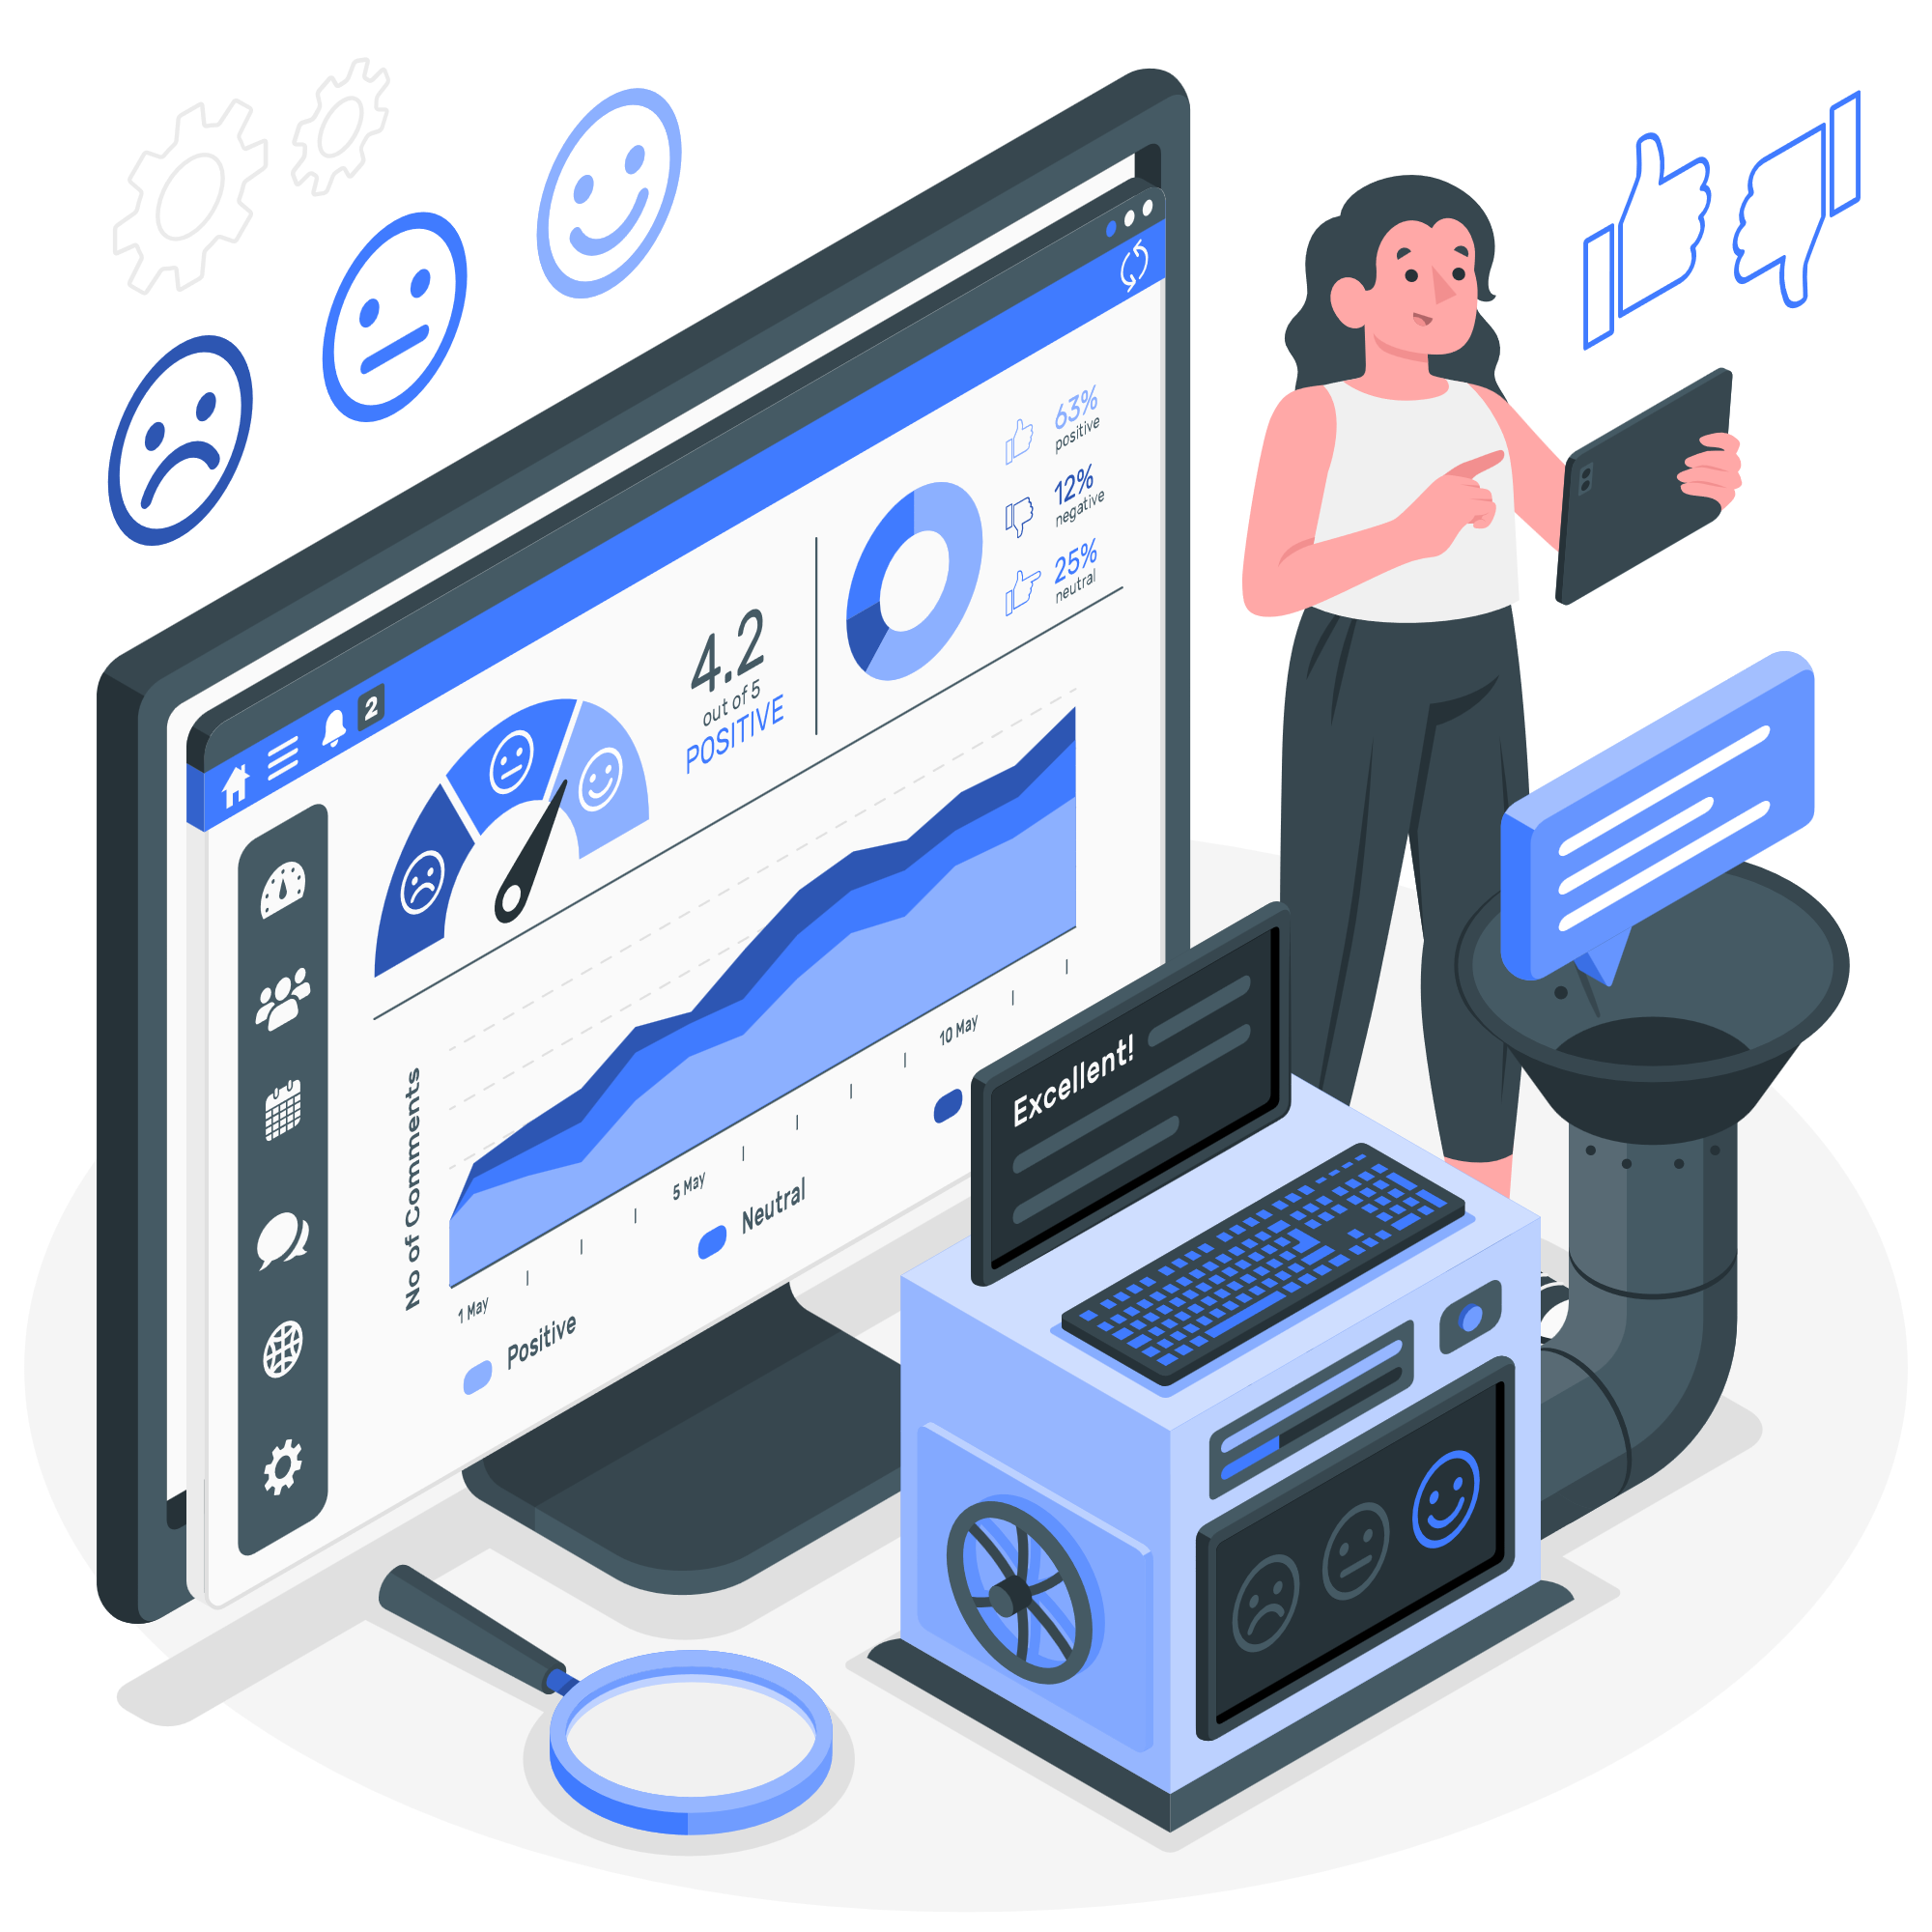 2
63%
positive
12%
negative
25%
neutral
4.2
out of 5
POSITIVE
No of Comments
1 May
5 May
10 May
Positive
Neutral
Excellent!